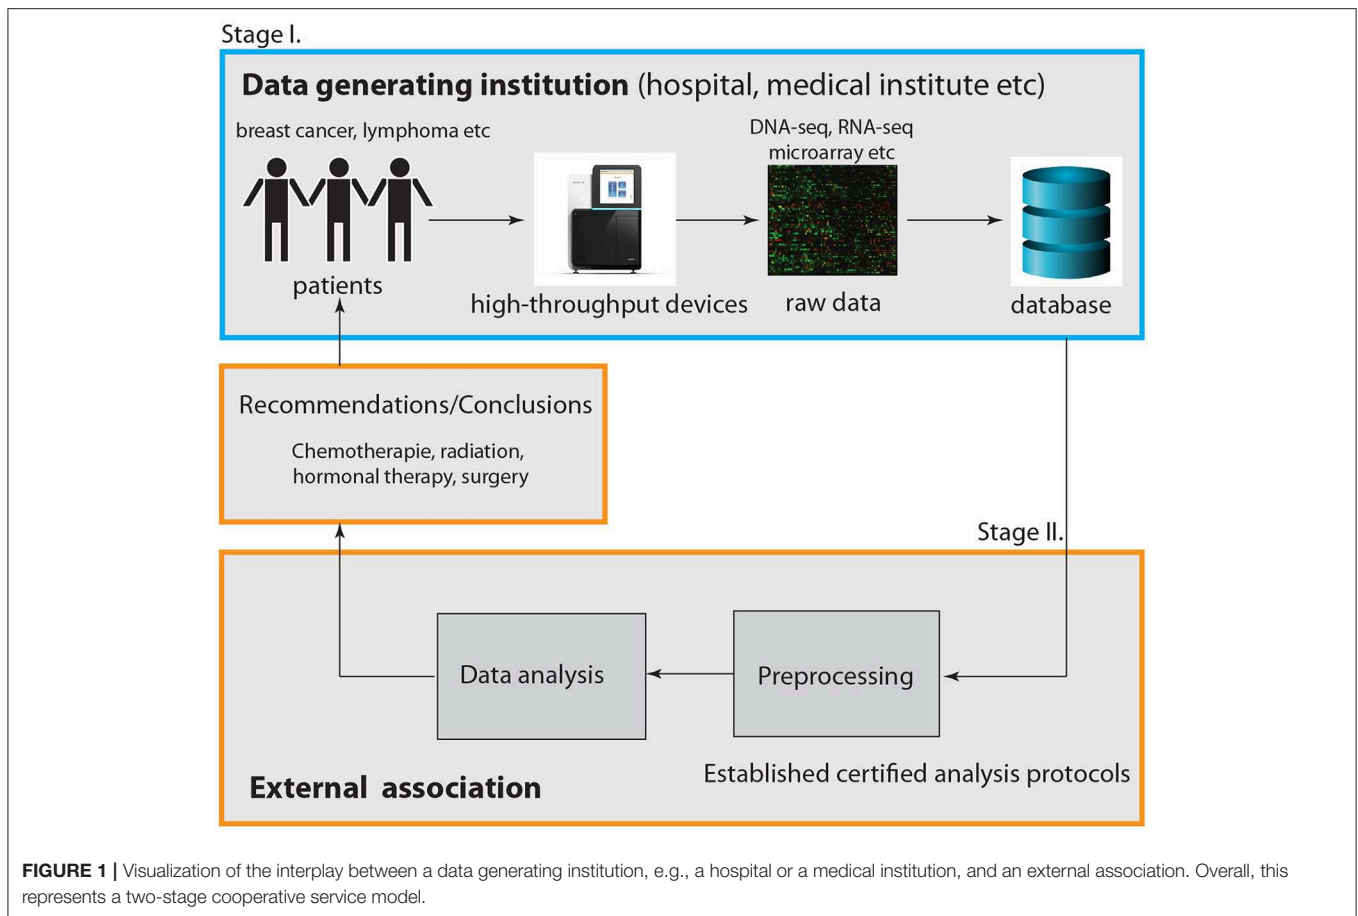 Stage I.
Data generating institution (hospital, medical institute etc)
breast cancer, lymphoma etc
DNA-seq, RNA-seq
microarray etc
patients
high-throughput devices
raw data
database
Recommendations/Conclusions
Chemotherapie, radiation,
hormonal therapy, surgery
Stage II.
Data analysis
Preprocessing
Established certified analysis protocols
External association
FIGURE 1 | Visualization of the interplay between a data generating institution, e.g., a hospital or a medical institution, and an external association. Overall, this
represents a two-stage cooperative service model.